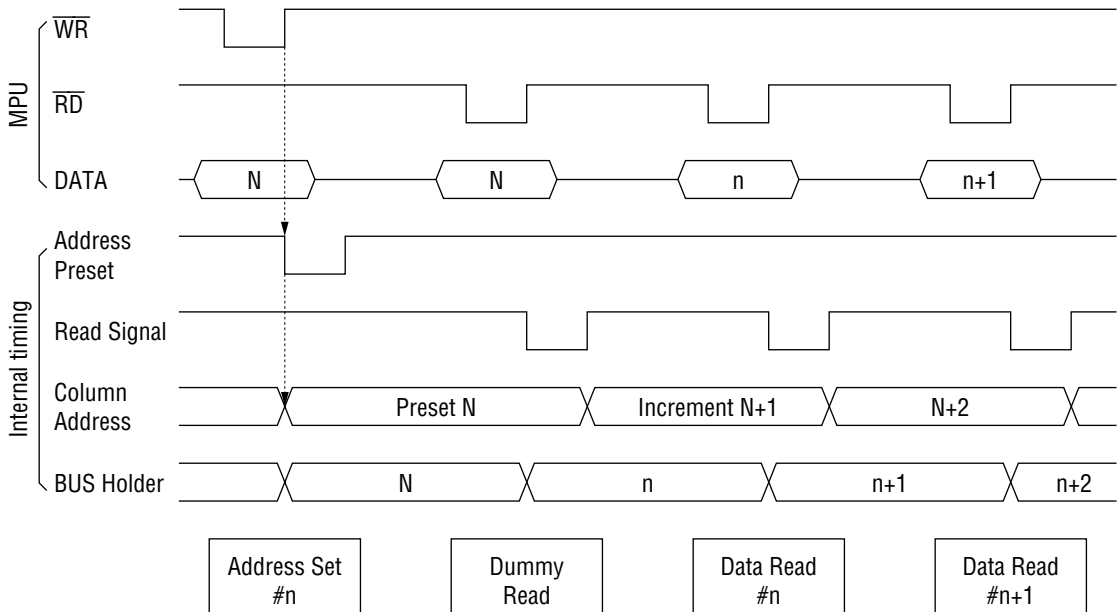 MPU
WR
RD
DATA N N n n+1
Internal timing
Address
Preset
Read Signal
Column
Address
Preset N Increment N+1 N+2
BUS Holder N n n+1 n+2
Address Set
#n
Dummy
Read
Data Read
#n
Data Read
#n+1